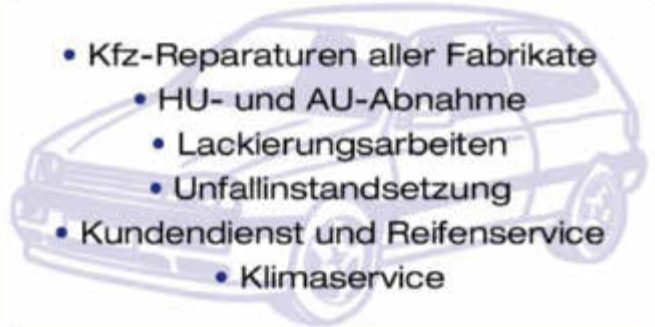 • Kfz-Reparaturen aller Fabrikate
• HU- und AU-Abnahme
• Lackierungsarbeiten
• Unfallinstandsetzung
• Kundendienst und Reifenservice
• Klimaservice